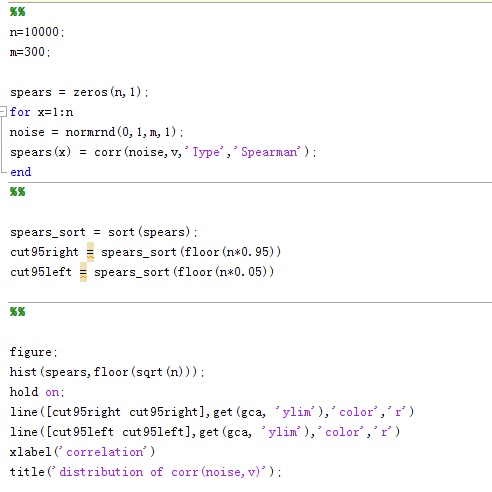 %%
n=10000;
m=300;
spears = zeros(n,1);
for x=1:n
noise = normrnd(0,1,m,1);
spears(x) = corr(noise,v,'Type','Spearman');
end
%%
spears_sort = sort(spears);
cut95right = spears_sort(floor(n*0.95))
cut95left = spears_sort(floor(n*0.05))
%%
figure;
hist(spears,floor(sqrt(n)));
hold on;
line([cut95right cut95right],get(gca, 'ylim'),'color','r')
line([cut95left cut95left],get(gca, 'ylim'),'color','r')
xlabel('correlation')
title('distribution of corr(noise,v)');